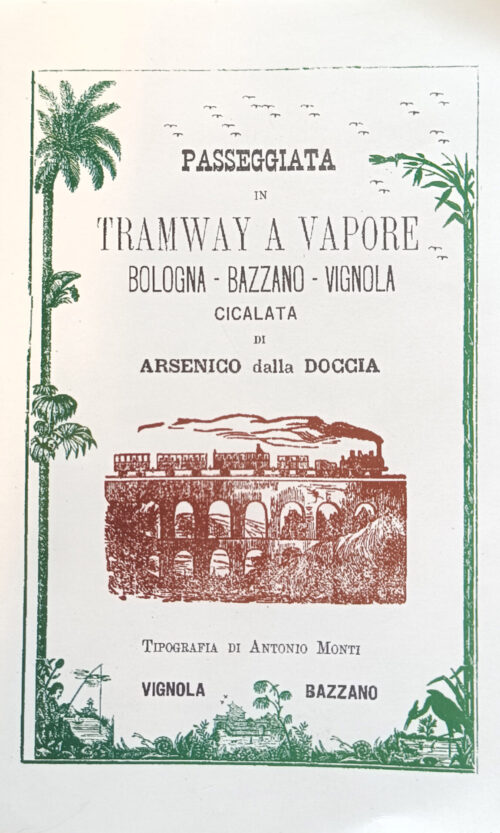 PASSEGGIATA
IN
TRAMWAY A VAPORE
BOLOGNA - BAZZANO - VIGNOLA
CICALATA
DI
ARSENICO dalla DOCCIA
TIPOGRAFIA DI ANTONIO MONTI
VIGNOLA BAZZANO